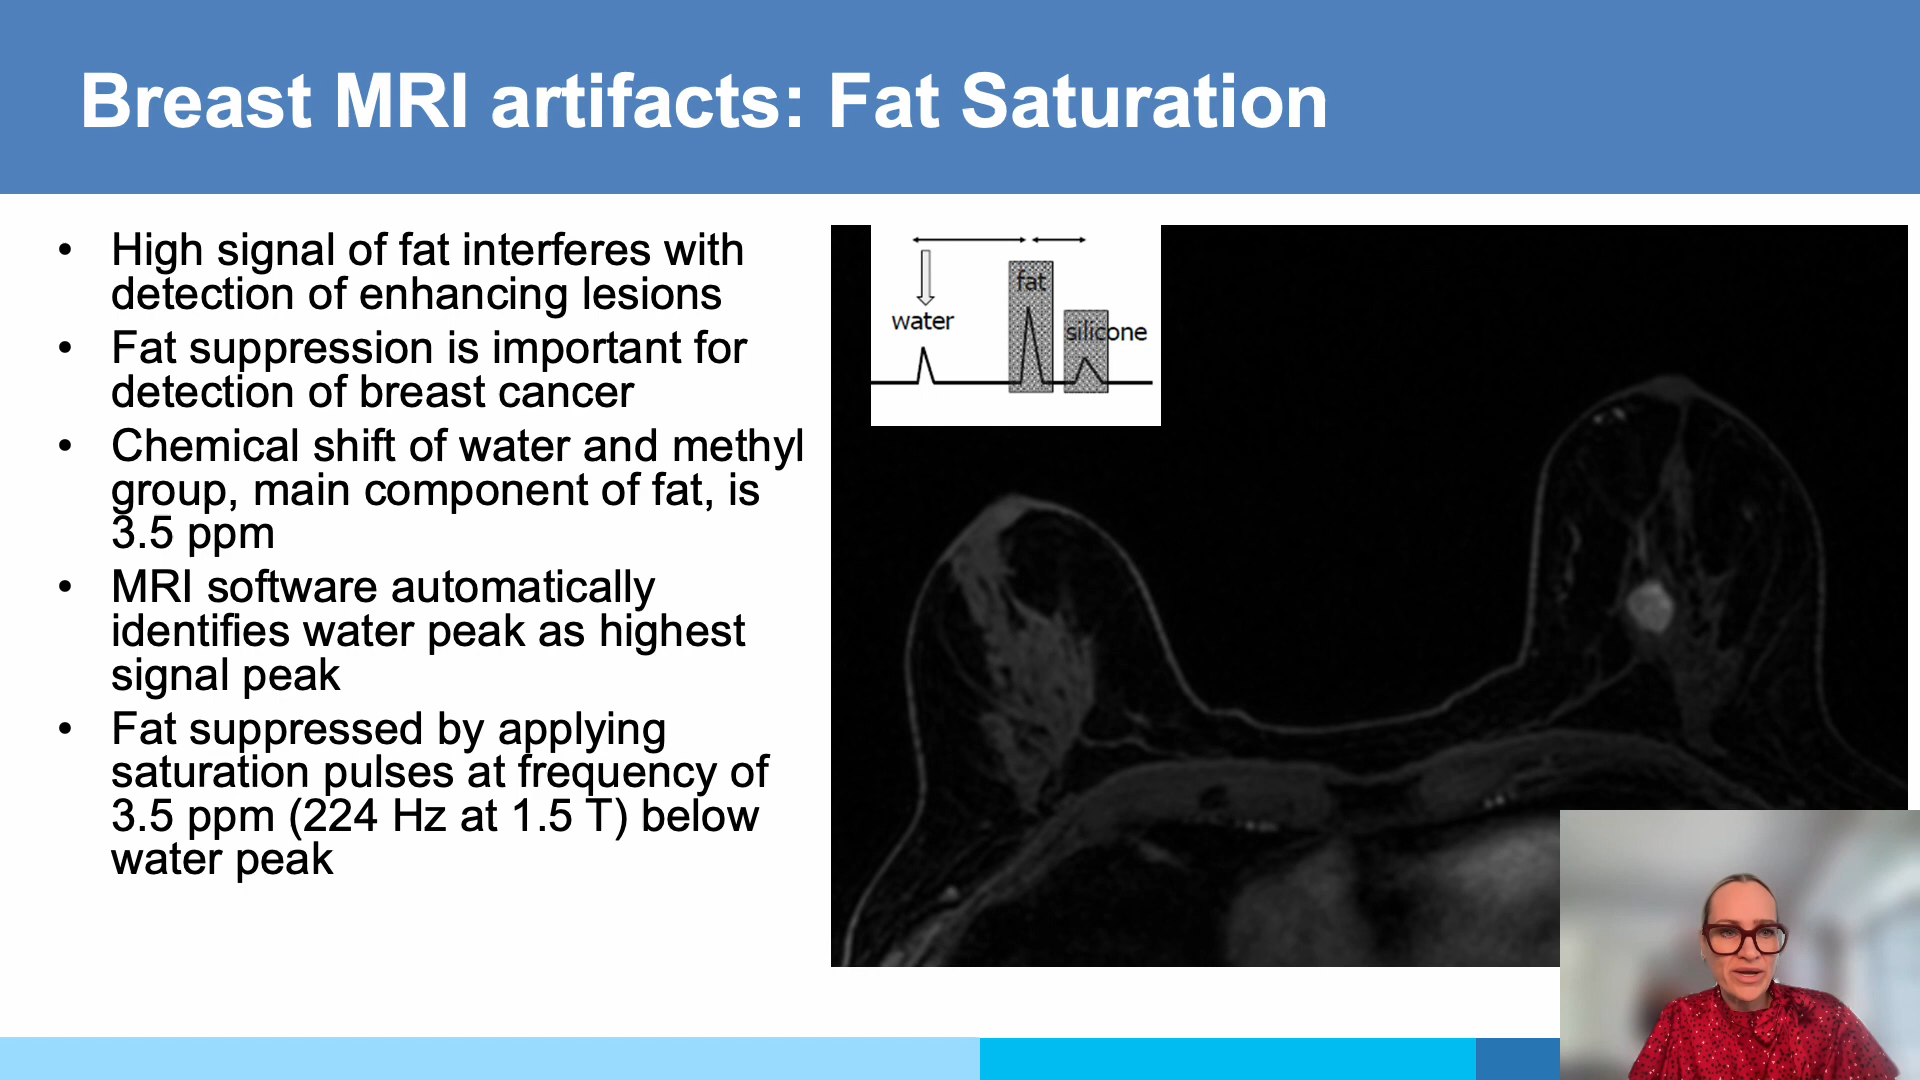 Breast MRI artifacts: Fat Saturation
• High signal of fat interferes with
detection of enhancing lesions
• Fat suppression is important for
detection of breast cancer
• Chemical shift of water and methyl
group, main component of fat, is
3.5 ppm
• MRI software automatically
identifies water peak as highest
signal peak
• Fat suppressed by applying
saturation pulses at frequency of
3.5 ppm (224 Hz at 1.5 T) below
water peak
fat
water
silicone